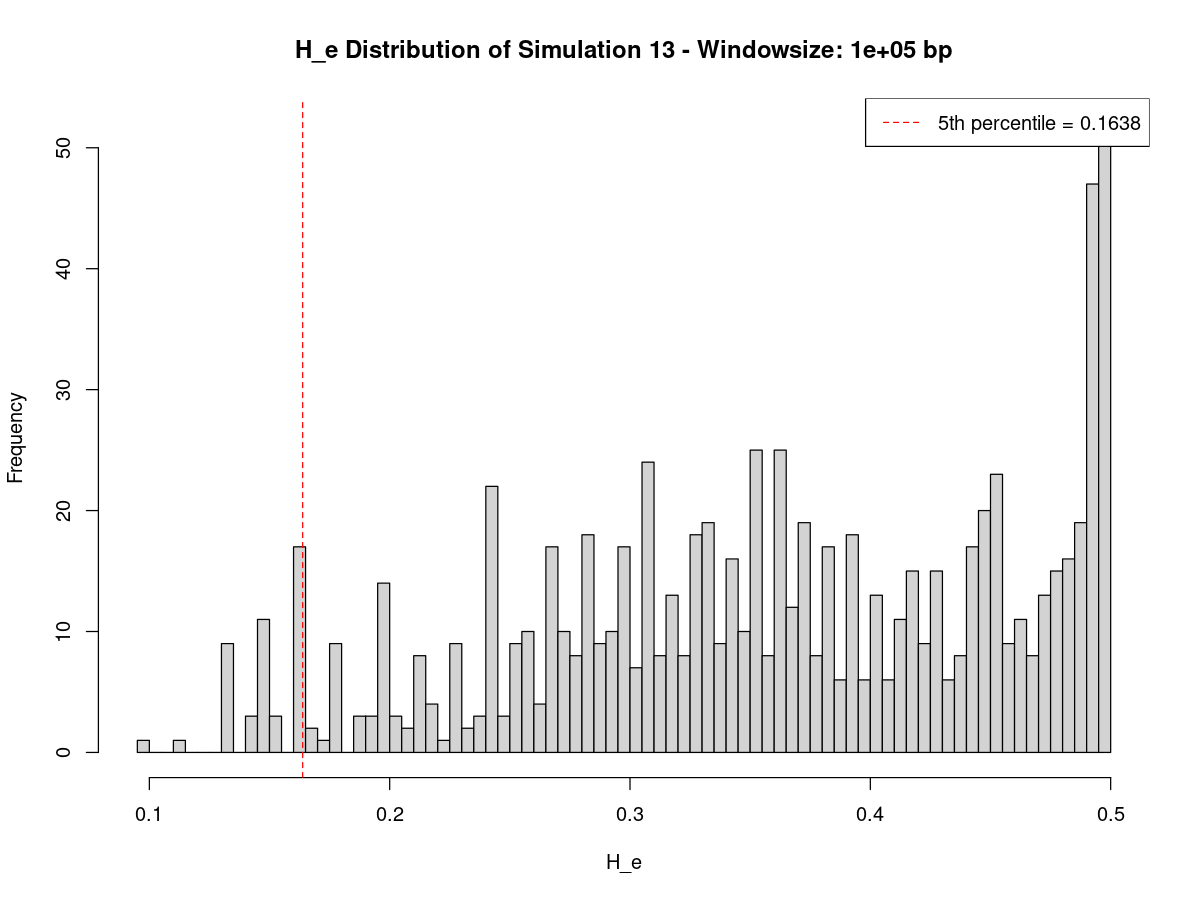 H_e Distribution of Simulation 13 - Windowsize: 1e+05 bp
5th percentile = 0.1638
50
40
30
20
10
0
Frequency
0.1 0.2 0.3 0.4 0.5
H_e